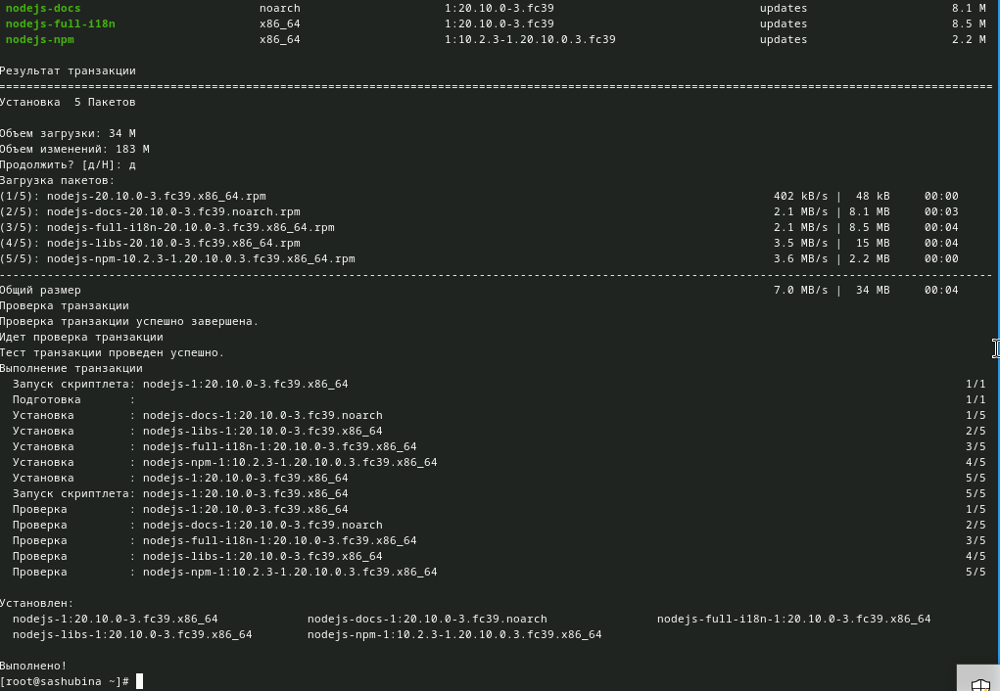 nodejs-docs noarch 1:20.10.0-3.fc39 updates 8.1 M
nodejs-full-i18n x86_64 1:20.10.0-3.fc39 updates 8.5 M
nodejs-npm x86_64 1:10.2.3-1.20.10.0.3.fc39 updates 2.2 M
Результат транзакции
=================================================================================================================================================
Установка  5 Пакетов
Объем загрузки: 34 M
Объем изменений: 183 M
Продолжить? [д/Н]: д
Загрузка пакетов:
(1/5): nodejs-20.10.0-3.fc39.x86_64.rpm 402 kB/s |  48 kB 00:00
(2/5): nodejs-docs-20.10.0-3.fc39.noarch.rpm 2.1 MB/s | 8.1 MB 00:03
(3/5): nodejs-full-i18n-20.10.0-3.fc39.x86_64.rpm 2.1 MB/s | 8.5 MB 00:04
(4/5): nodejs-libs-20.10.0-3.fc39.x86_64.rpm 3.5 MB/s |  15 MB 00:04
(5/5): nodejs-npm-10.2.3-1.20.10.0.3.fc39.x86_64.rpm 3.6 MB/s | 2.2 MB 00:00
-------------------------------------------------------------------------------------------------------------------------------------------------
Общий размер 7.0 MB/s |  34 MB 00:04
Проверка транзакции
Проверка транзакции успешно завершена.
Идет проверка транзакции
Тест транзакции проведен успешно.
Выполнение транзакции
Запуск скриптлета: nodejs-1:20.10.0-3.fc39.x86_64 1/1
Подготовка : 1/1
Установка : nodejs-docs-1:20.10.0-3.fc39.noarch 1/5
Установка : nodejs-libs-1:20.10.0-3.fc39.x86_64 2/5
Установка : nodejs-full-i18n-1:20.10.0-3.fc39.x86_64 3/5
Установка : nodejs-npm-1:10.2.3-1.20.10.0.3.fc39.x86_64 4/5
Установка : nodejs-1:20.10.0-3.fc39.x86_64 5/5
Запуск скриптлета: nodejs-1:20.10.0-3.fc39.x86_64 5/5
Проверка : nodejs-1:20.10.0-3.fc39.x86_64 1/5
Проверка : nodejs-docs-1:20.10.0-3.fc39.noarch 2/5
Проверка : nodejs-full-i18n-1:20.10.0-3.fc39.x86_64 3/5
Проверка : nodejs-libs-1:20.10.0-3.fc39.x86_64 4/5
Проверка : nodejs-npm-1:10.2.3-1.20.10.0.3.fc39.x86_64 5/5
Установлен:
nodejs-1:20.10.0-3.fc39.x86_64 nodejs-docs-1:20.10.0-3.fc39.noarch nodejs-full-i18n-1:20.10.0-3.fc39.x86_64
nodejs-libs-1:20.10.0-3.fc39.x86_64 nodejs-npm-1:10.2.3-1.20.10.0.3.fc39.x86_64
Выполнено!
[root@sashubina ~]#